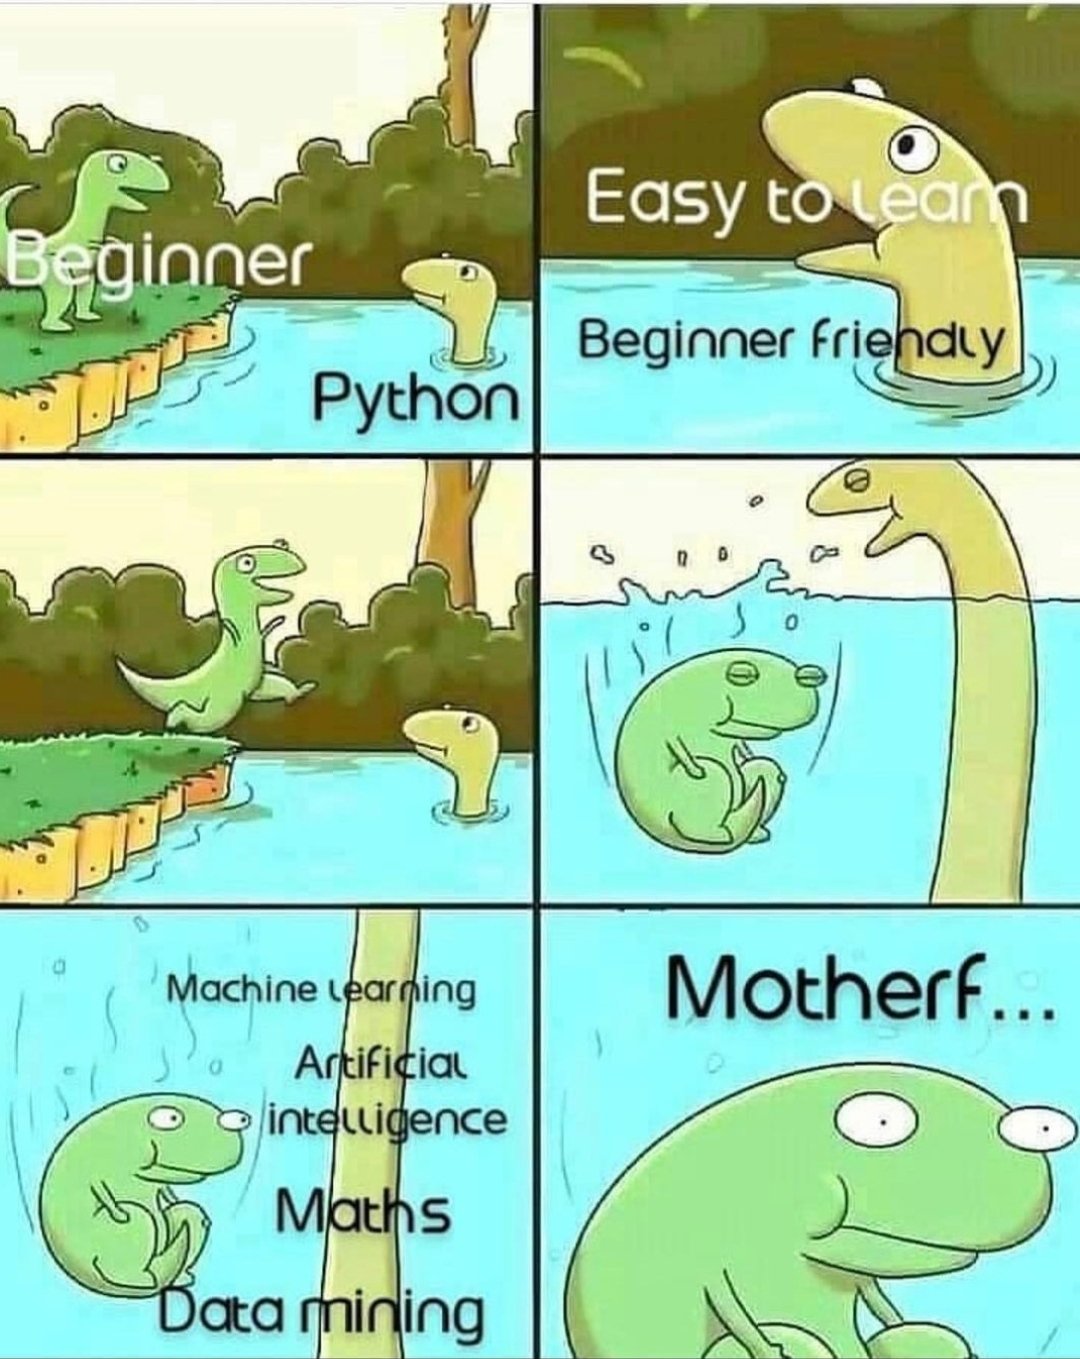 Beginner
Python
Easy to Learn
Beginner friendly
Machine Learning
Artificial
intelligence
Maths
Data mining
Motherf...